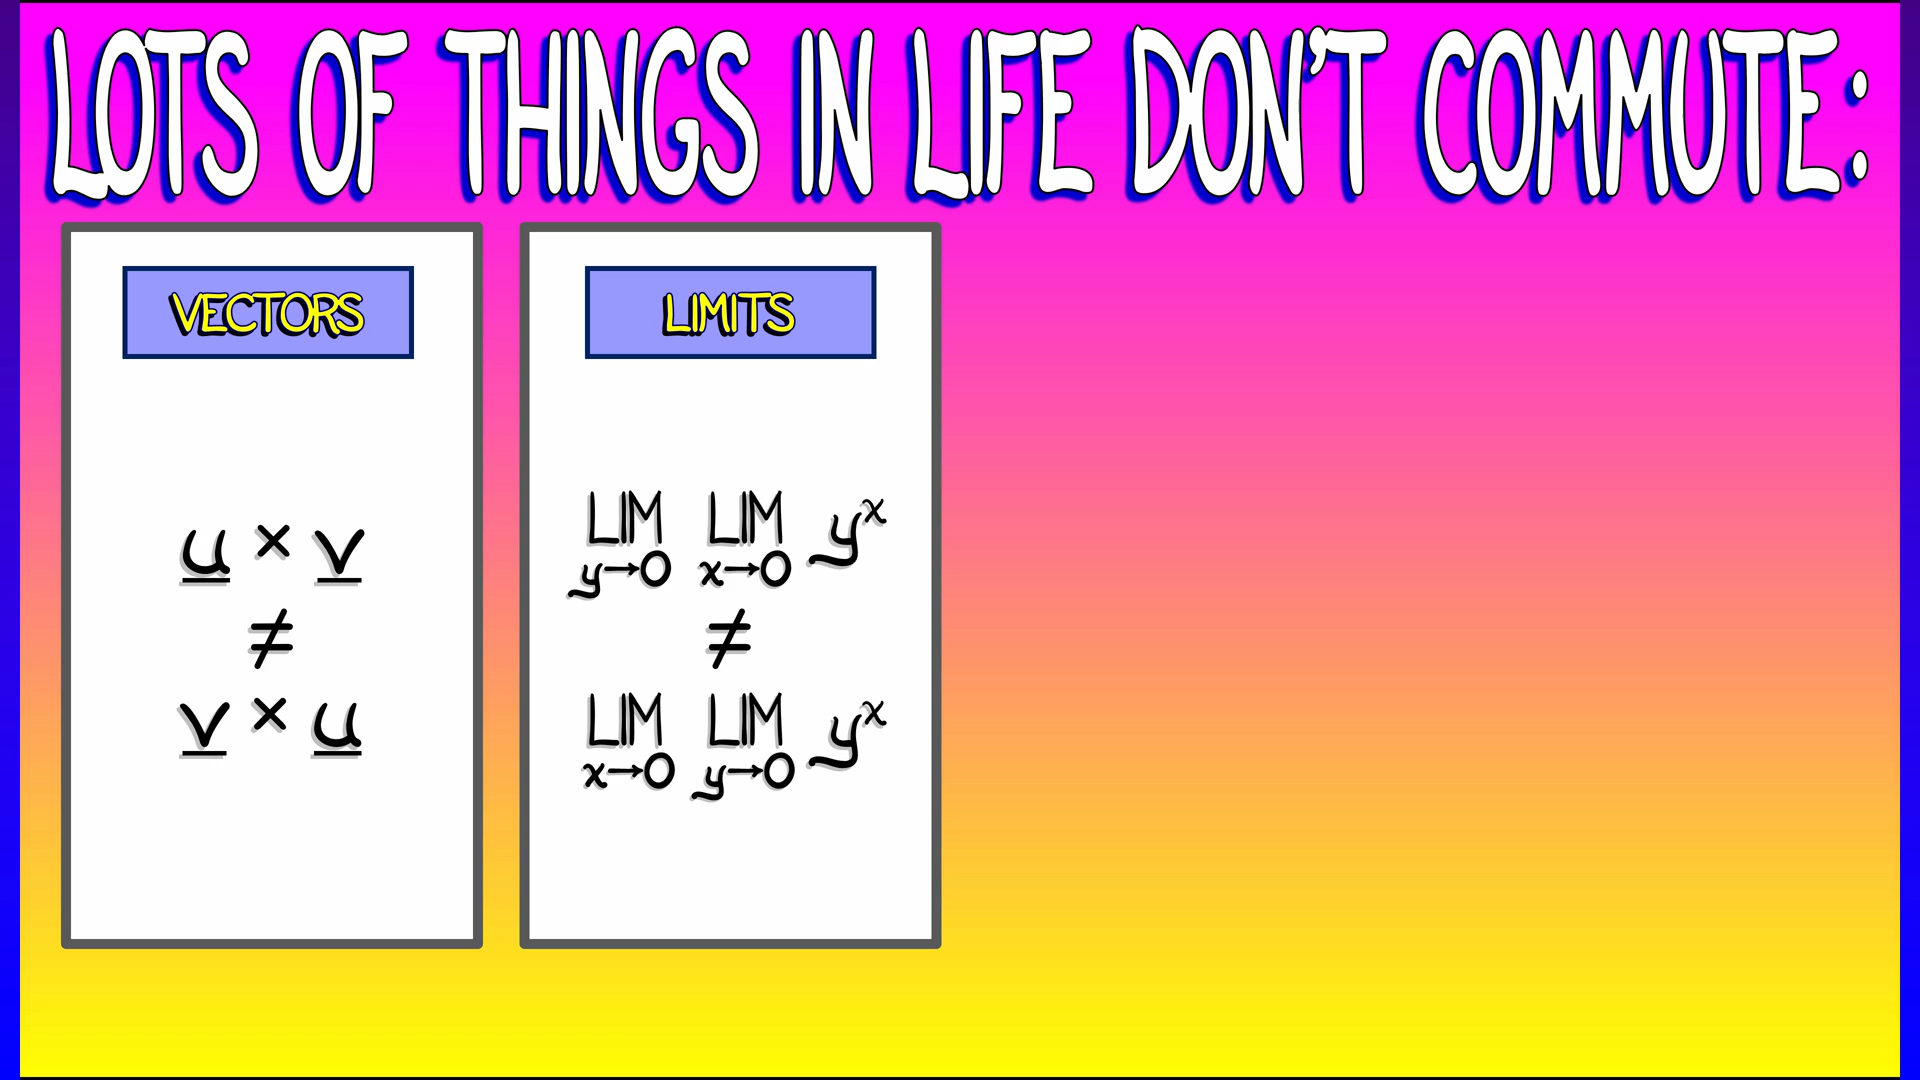 LOTS OF THINGS IN LIFE DON'T COMMUTE:
VECTORS
u × v
≠
v × u
LIMITS
LIM LIM y^x
y→0 x→0
≠
LIM LIM y^x
x→0 y→0